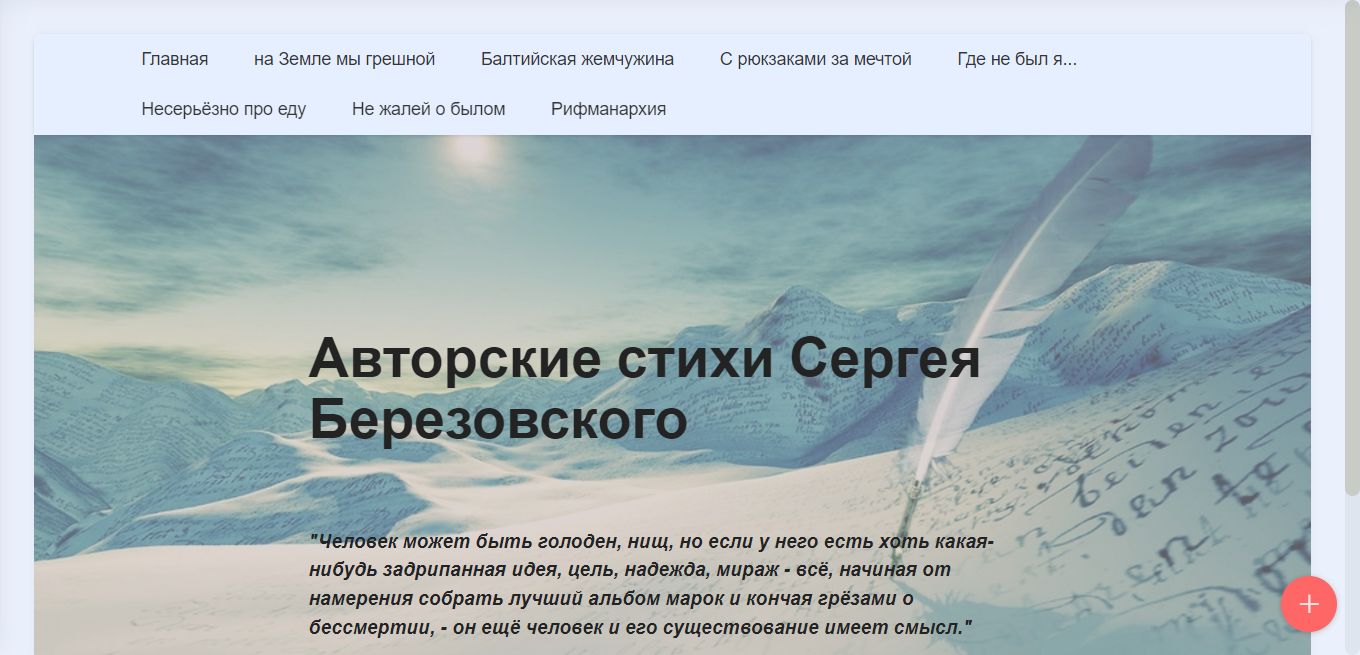 Главная на Земле мы грешной Балтийская жемчужина С рюкзаками за мечтой Где не был я...
Несерьёзно про еду Не жалей о былом Рифманархия
Авторские стихи Сергея
Березовского
"Человек может быть голоден, нищ, но если у него есть хоть какая-
нибудь задрипанная идея, цель, надежда, мираж - всё, начиная от
намерения собрать лучший альбом марок и кончая грёзами о
бессмертии, - он ещё человек и его существование имеет смысл."